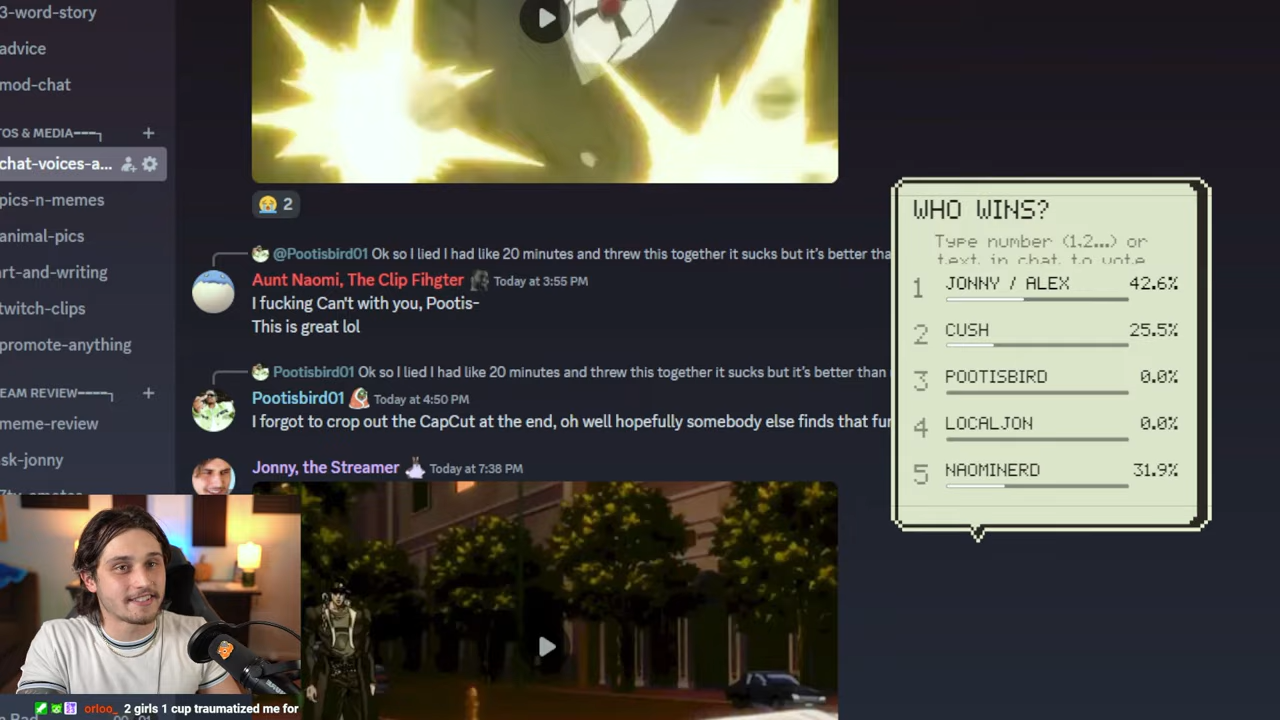 3-word-story
advice
mod-chat
TOS & MEDIA
chat-voices-a...
pics-n-memes
animal-pics
rt-and-writing
twitch-clips
promote-anything
EAM REVIEW
meme-review
sk-jonny
2
@Pootisbird01 Ok so I lied I had like 20 minutes and threw this together it sucks but it's better tha
Aunt Naomi, The Clip Fihgter Today at 3:55 PM
I fucking Can't with you, Pootis-
This is great lol
Pootisbird01 Ok so I lied I had like 20 minutes and threw this together it sucks but it's better than
Pootisbird01 Today at 4:50 PM
I forgot to crop out the CapCut at the end, oh well hopefully somebody else finds that fun
Jonny, the Streamer Today at 7:38 PM
WHO WINS?
Type number (1,2...) or
text in chat to vote
1 JONNY / ALEX 42.6%
2 CUSH 25.5%
3 POOTISBIRD 0.0%
4 LOCALJON 0.0%
5 NAOMINERD 31.9%
orloo_ 2 girls 1 cup traumatized me for